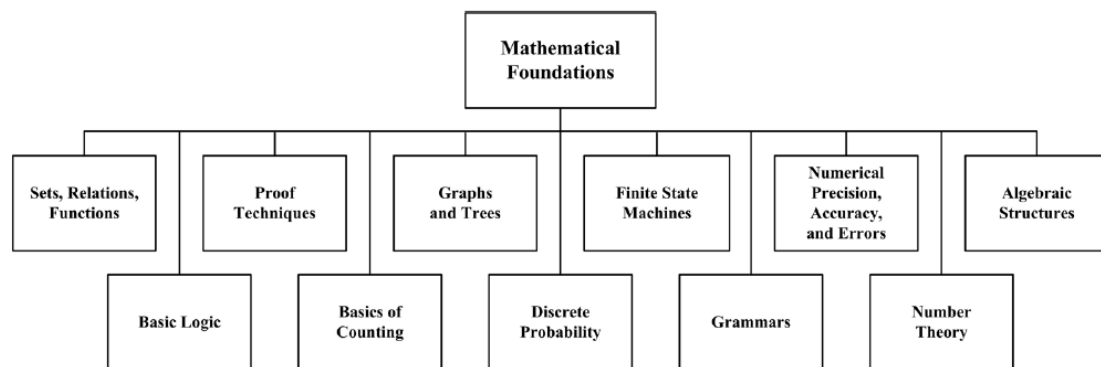 Mathematical
Foundations
Sets, Relations,
Functions
Proof
Techniques
Graphs
and Trees
Finite State
Machines
Numerical
Precision,
Accuracy,
and Errors
Algebraic
Structures
Basic Logic
Basics of
Counting
Discrete
Probability
Grammars
Number
Theory